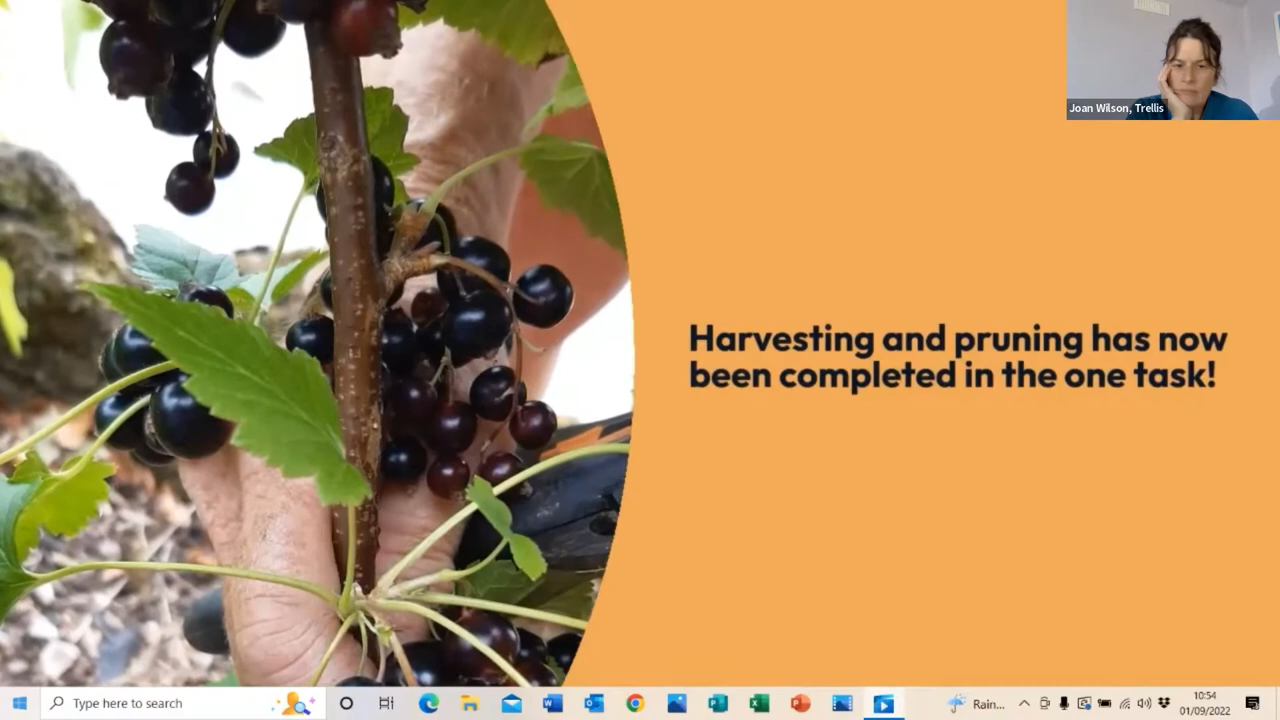 Joan Wilson, Trellis
Harvesting and pruning has now
been completed in the one task!
Type here to search
Rain...
10:54
01/09/2022